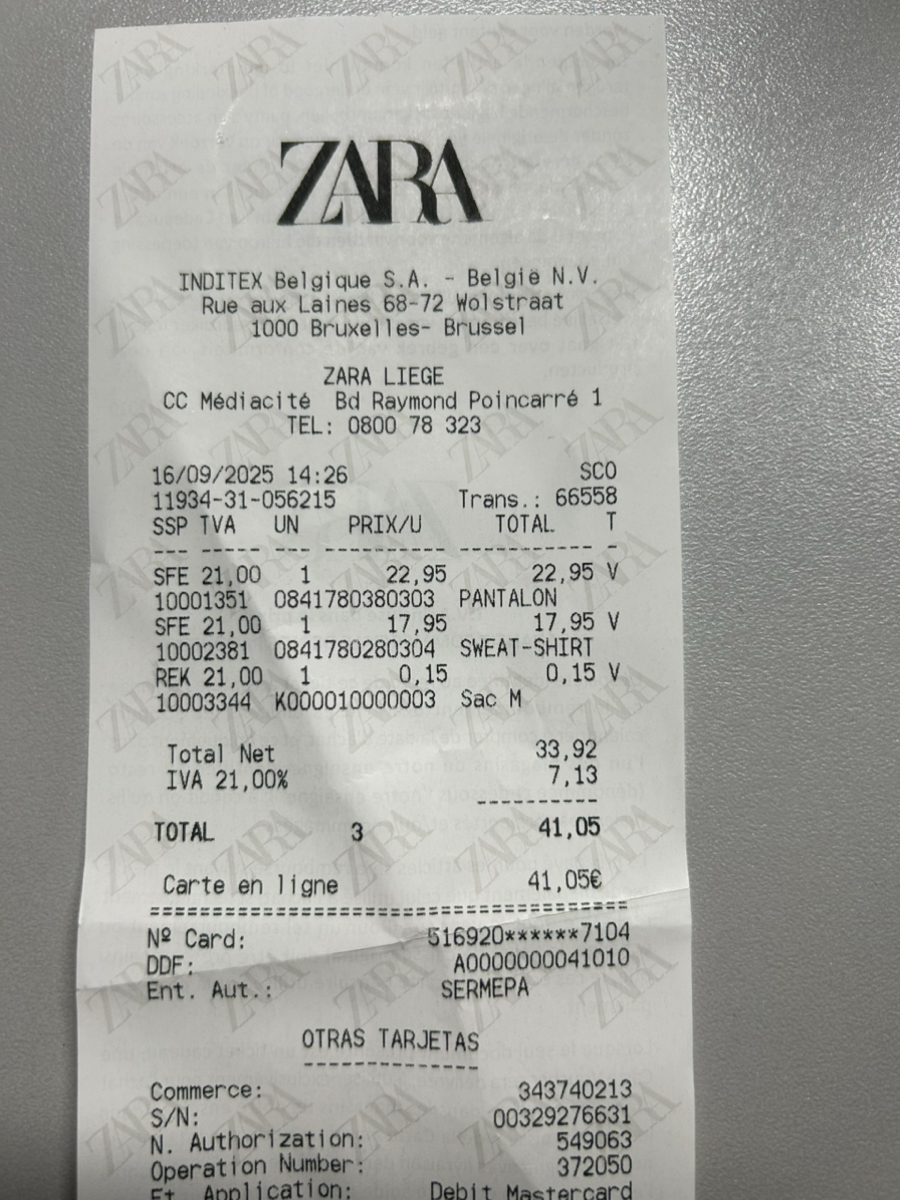 ZARA
INDITEX Belgique S.A. - België N.V.
Rue aux Laines 68-72 Wolstraat
1000 Bruxelles- Brussel
ZARA LIEGE
CC Médiacité Bd Raymond Poincarré 1
TEL: 0800 78 323
16/09/2025 14:26 SCO
11934-31-056215 Trans.: 66558
SSP TVA UN PRIX/U TOTAL T
--- ----- --- ---------- ----------- -
SFE 21,00 1 22,95 22,95 V
10001351 0841780380303 PANTALON
SFE 21,00 1 17,95 17,95 V
10002381 0841780280304 SWEAT-SHIRT
REK 21,00 1 0,15 0,15 V
10003344 K000010000003 Sac M
Total Net 33,92
IVA 21,00% 7,13
----------
TOTAL 3 41,05
Carte en ligne 41,05€
========================================
Nº Card: 516920******7104
DDF: A0000000041010
Ent. Aut.: SERMEPA
OTRAS TARJETAS
---------------
Commerce: 343740213
S/N: 00329276631
N. Authorization: 549063
Operation Number: 372050
Et. Application: Debit Mastercard